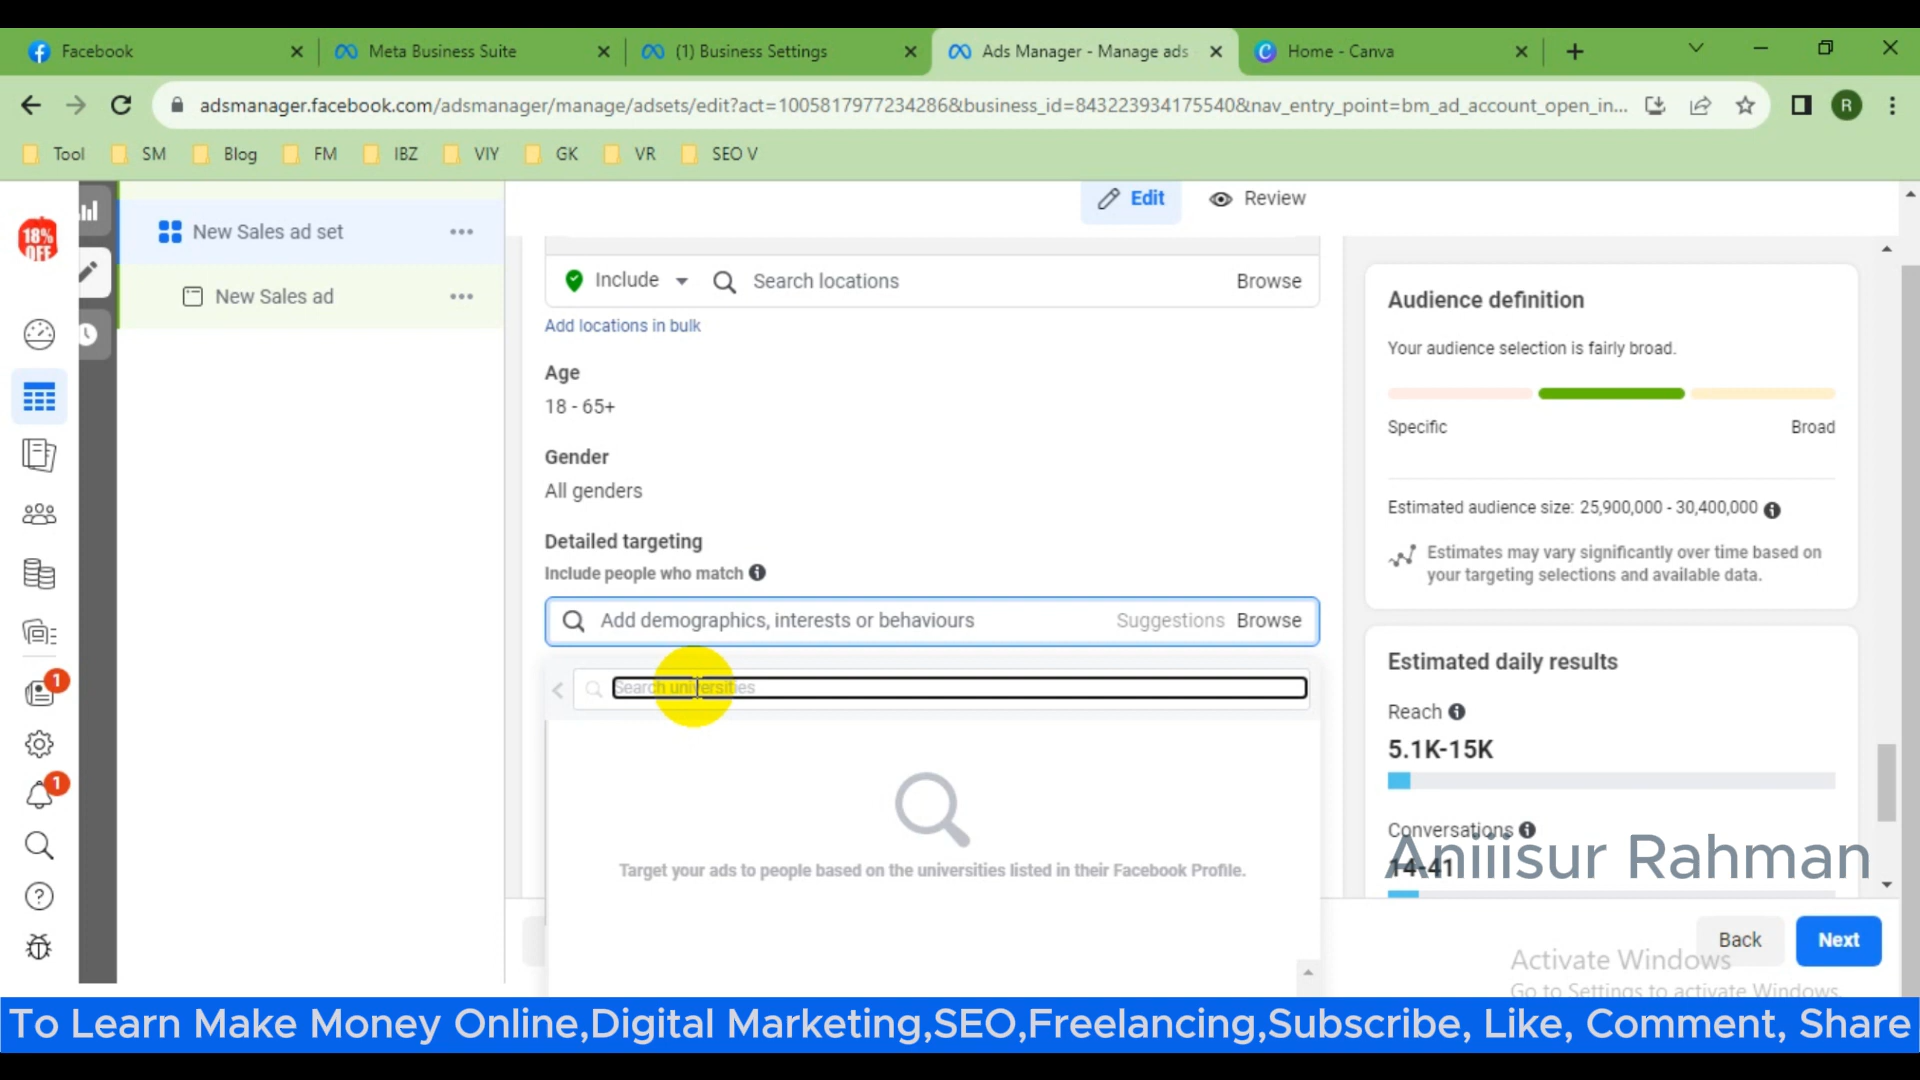 Facebook
Meta Business Suite
(1) Business Settings
Ads Manager - Manage ads
Home - Canva
adsmanager.facebook.com/adsmanager/manage/adsets/edit?act=1005817977234286&business_id=843223934175540&nav_entry_point=bm_ad_account_open_in...
R
Tool
SM
Blog
FM
IBZ
VIY
GK
VR
SEO V
18%
OFF
New Sales ad set
New Sales ad
Edit
Review
Include
Search locations
Browse
Add locations in bulk
Age
18 - 65+
Gender
All genders
Detailed targeting
Include people who match
Add demographics, interests or behaviours
Suggestions
Browse
Search universities
Target your ads to people based on the universities listed in their Facebook Profile.
Audience definition
Your audience selection is fairly broad.
Specific
Broad
Estimated audience size: 25,900,000 - 30,400,000
Estimates may vary significantly over time based on
your targeting selections and available data.
Estimated daily results
Reach
5.1K-15K
Conversations
14-41
Aniiisur Rahman
1
1
Back
Next
Activate Windows
Go to Settings to activate Windows.
To Learn Make Money Online,Digital Marketing,SEO,Freelancing,Subscribe, Like, Comment, Share